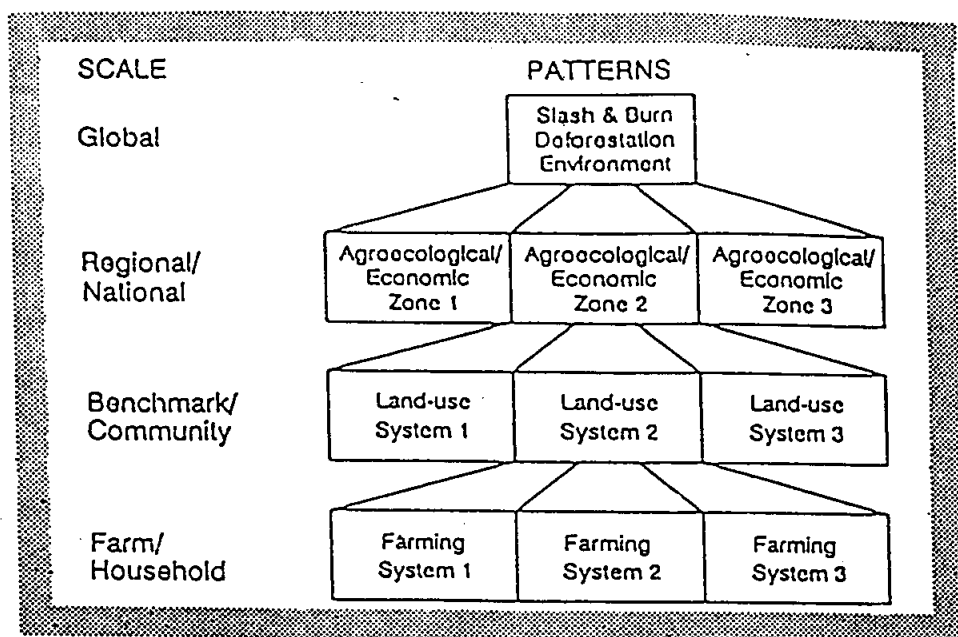 SCALE PATTERNS
Global
Slash & Burn
Deforestation
Environment
Regional/
National
Agroecological/
Economic
Zone 1
Agroecological/
Economic
Zone 2
Agroecological/
Economic
Zone 3
Benchmark/
Community
Land-use
System 1
Land-use
System 2
Land-use
System 3
Farm/
Household
Farming
System 1
Farming
System 2
Farming
System 3